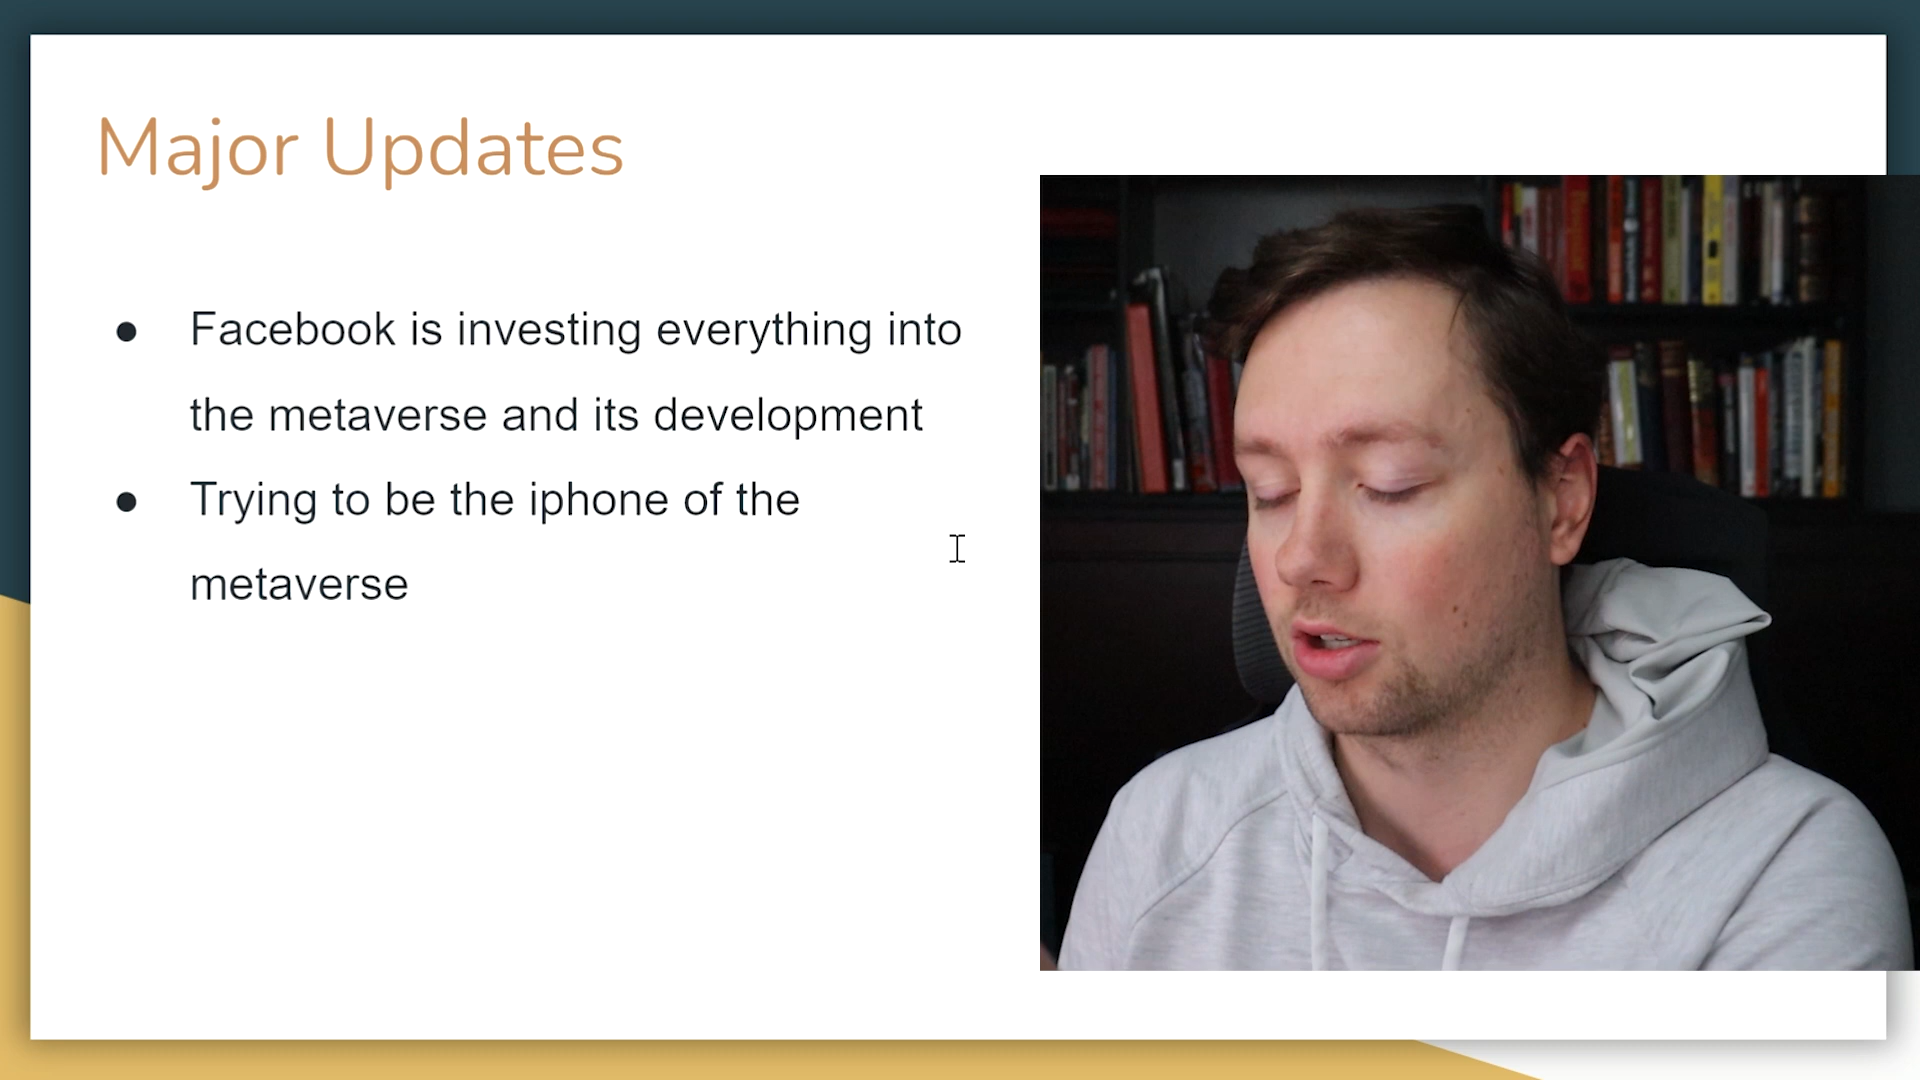 Major Updates
● Facebook is investing everything into
the metaverse and its development
● Trying to be the iphone of the
metaverse